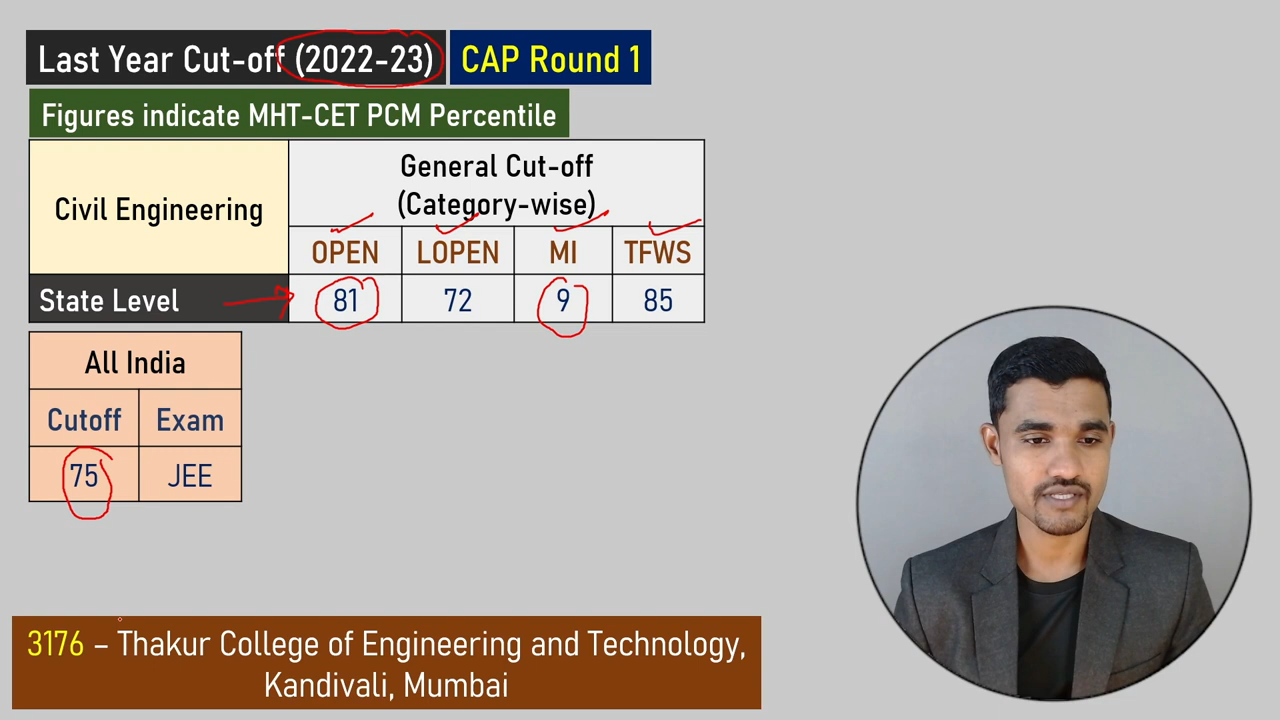 Last Year Cut-off (2022-23) CAP Round 1
Figures indicate MHT-CET PCM Percentile
Civil Engineering
General Cut-off
(Category-wise)
OPEN LOPEN MI TFWS
State Level 81 72 9 85
All India
Cutoff Exam
75 JEE
3176 – Thakur College of Engineering and Technology,
Kandivali, Mumbai